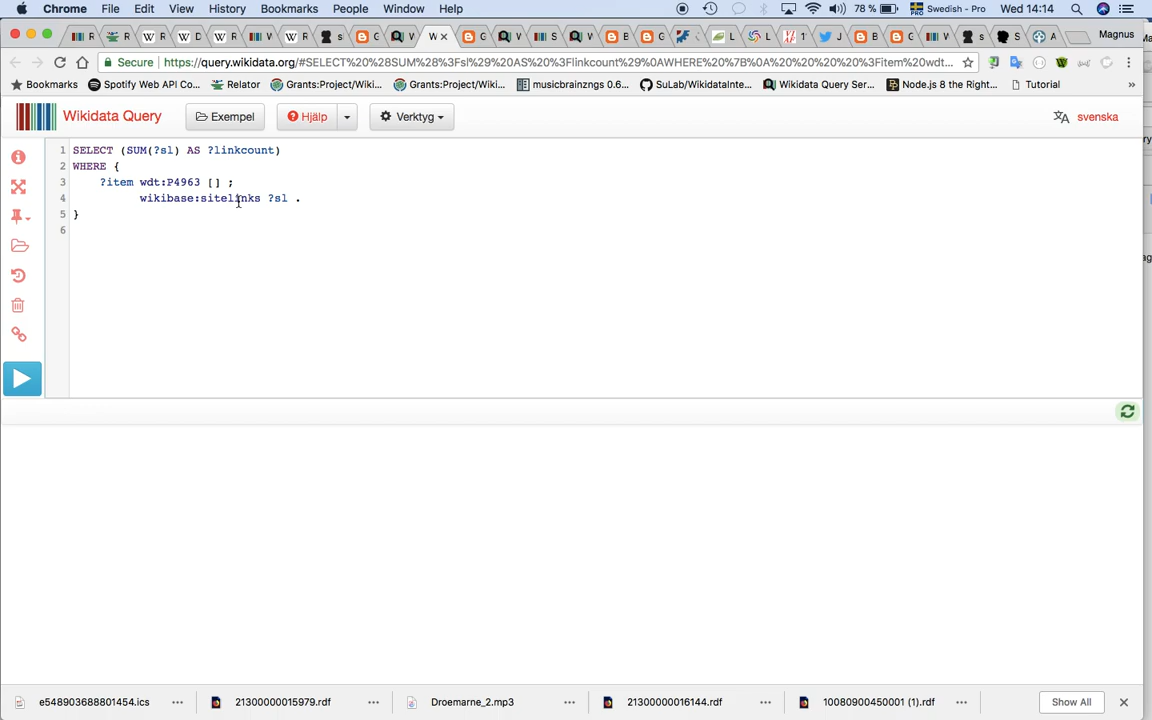 Chrome File Edit View History Bookmarks People Window Help 78 % Swedish - Pro Wed 14:14
Magnus
Secure https://query.wikidata.org/#SELECT%20%28SUM%28%3Fsl%29%20AS%20%3Flinkcount%29%0AWHERE%20%7B%0A%20%20%20%20%3Fitem%20wdt...
Bookmarks Spotify Web API Co... Relator Grants:Project/Wiki... Grants:Project/Wiki... musicbrainzngs 0.6... SuLab/WikidataInte... Wikidata Query Ser... Node.js 8 the Right... Tutorial »
Wikidata Query Exempel Hjälp Verktyg svenska
1 SELECT (SUM(?sl) AS ?linkcount)
2 WHERE {
3 ?item wdt:P4963 [] ;
4 wikibase:sitelinks ?sl .
5 }
6
e548903688801454.ics 21300000015979.rdf Droemarne_2.mp3 21300000016144.rdf 10080900450001 (1).rdf Show All